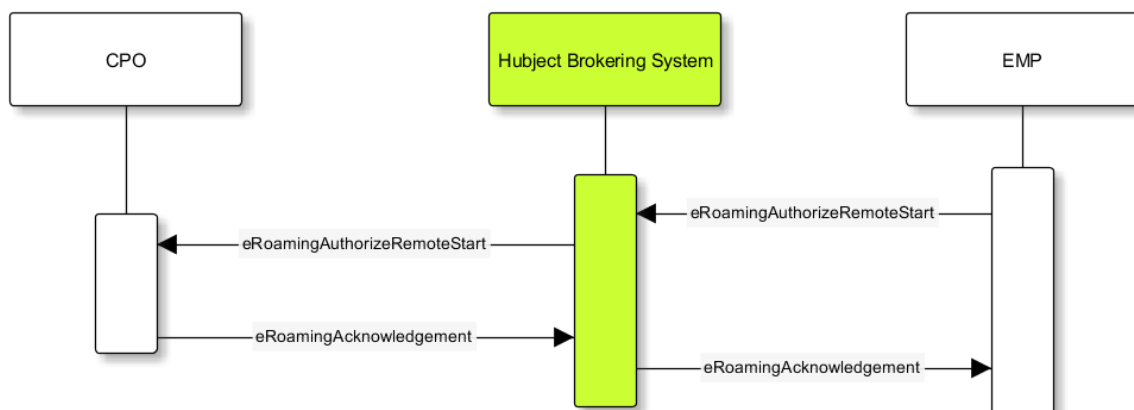 CPO
Hubject Brokering System
EMP
eRoamingAuthorizeRemoteStart
eRoamingAuthorizeRemoteStart
eRoamingAcknowledgement
eRoamingAcknowledgement